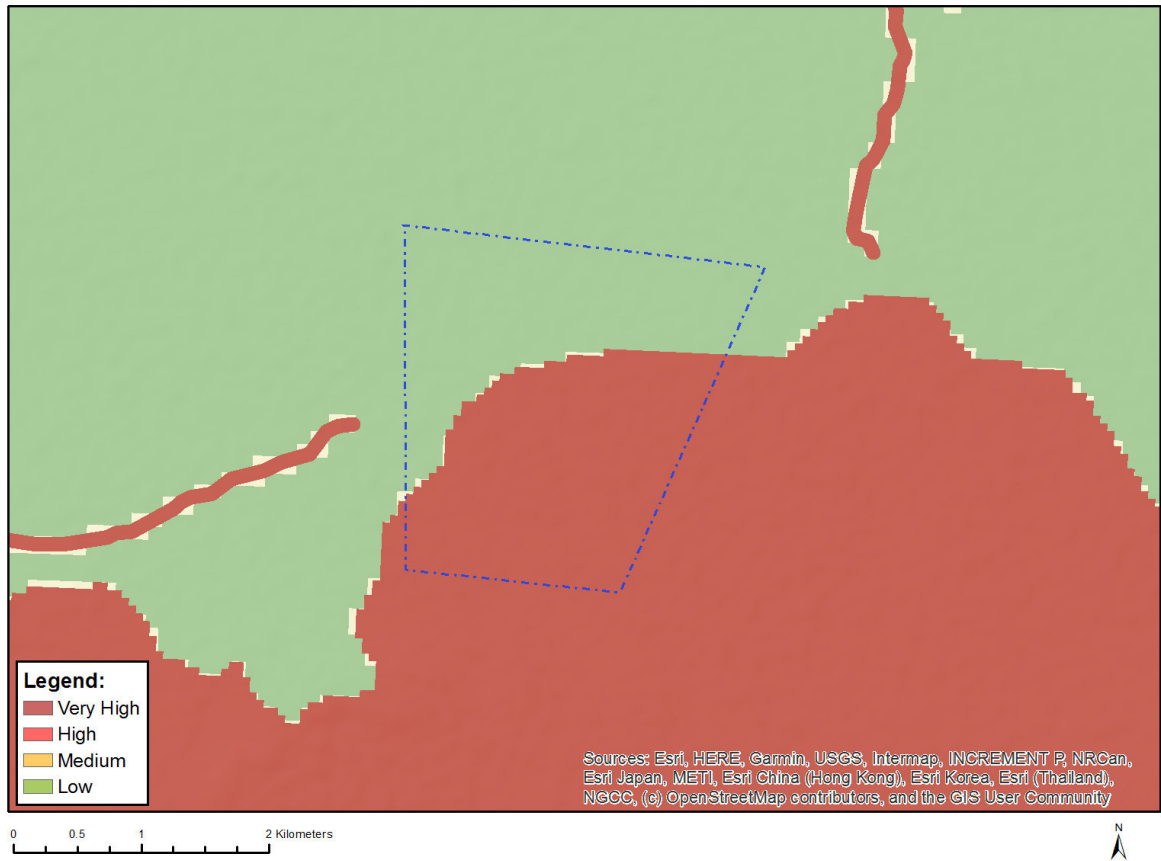 Legend:
Very High
High
Medium
Low
Sources: Esri, HERE, Garmin, USGS, Intermap, INCREMENT P, NRCan,
Esri Japan, METI, Esri China (Hong Kong), Esri Korea, Esri (Thailand),
NGCC, (c) OpenStreetMap contributors, and the GIS User Community
0 0.5 1 2 Kilometers
N